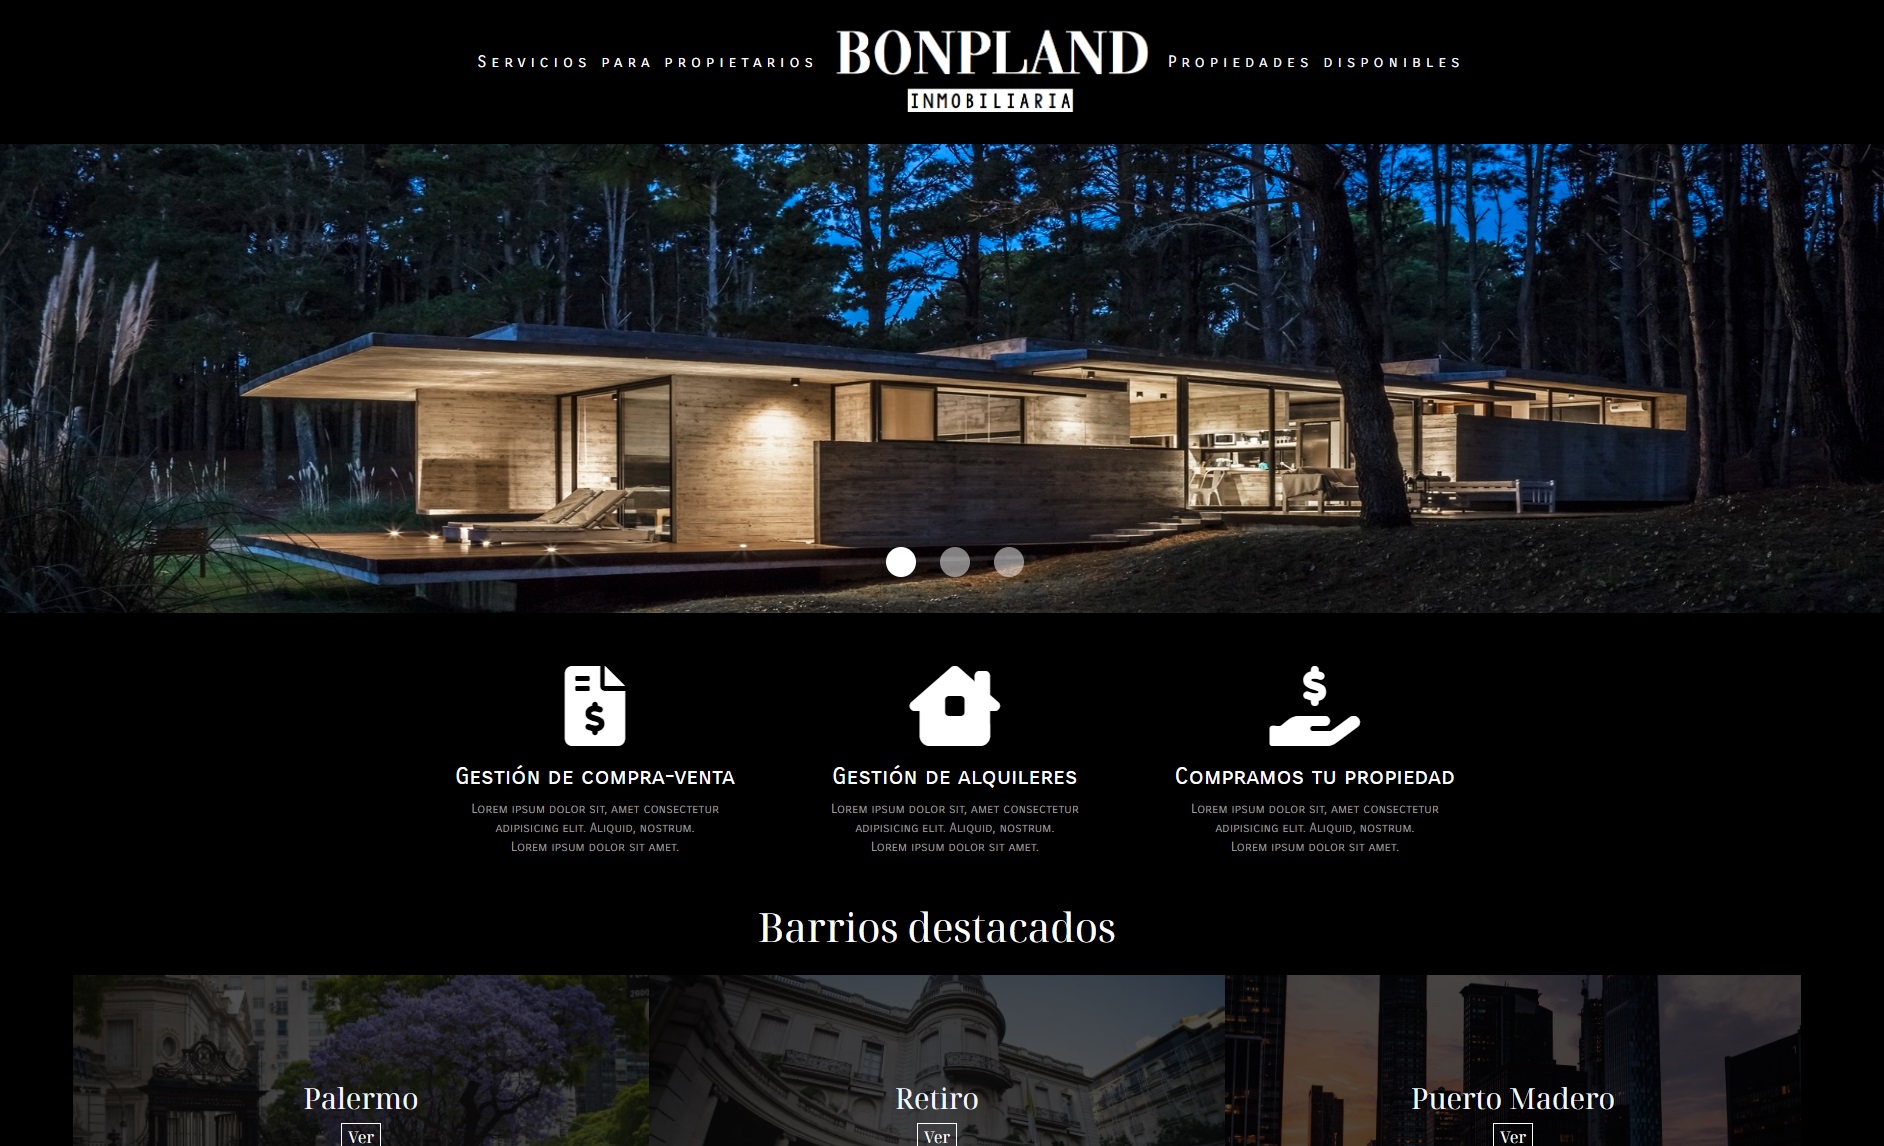 Servicios para propietarios
BONPLAND
INMOBILIARIA
Propiedades disponibles
Gestión de compra-venta
Lorem ipsum dolor sit, amet consectetur
adipisicing elit. Aliquid, nostrum.
Lorem ipsum dolor sit amet.
Gestión de alquileres
Lorem ipsum dolor sit, amet consectetur
adipisicing elit. Aliquid, nostrum.
Lorem ipsum dolor sit amet.
Compramos tu propiedad
Lorem ipsum dolor sit, amet consectetur
adipisicing elit. Aliquid, nostrum.
Lorem ipsum dolor sit amet.
Barrios destacados
Palermo
Ver
Retiro
Ver
Puerto Madero
Ver